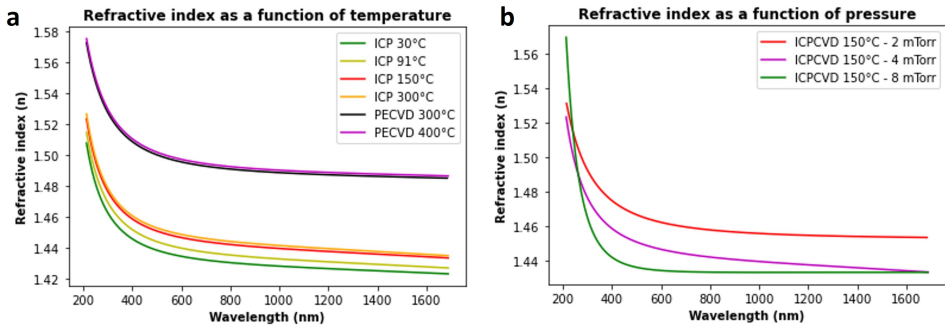 a
Refractive index as a function of temperature
Refractive index (n)
1.58
1.56
1.54
1.52
1.50
1.48
1.46
1.44
1.42
ICP 30°C
ICP 91°C
ICP 150°C
ICP 300°C
PECVD 300°C
PECVD 400°C
200 400 600 800 1000 1200 1400 1600
Wavelength (nm)
b
Refractive index as a function of pressure
Refractive index (n)
1.56
1.54
1.52
1.50
1.48
1.46
1.44
ICPCVD 150°C - 2 mTorr
ICPCVD 150°C - 4 mTorr
ICPCVD 150°C - 8 mTorr
200 400 600 800 1000 1200 1400 1600
Wavelength (nm)